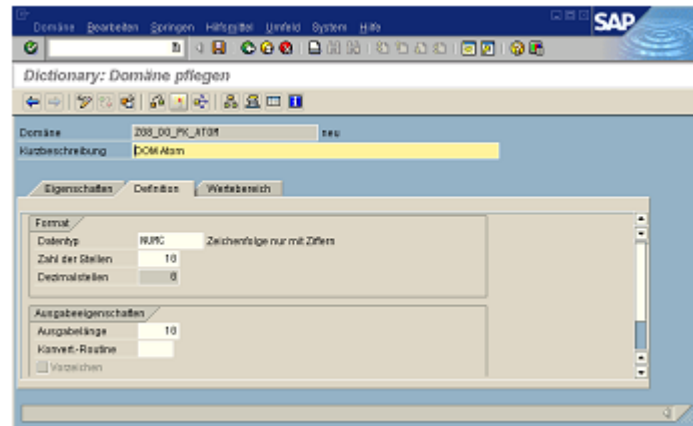 Domäne Bearbeiten Springen Hilfsmittel Umfeld System Hilfe
SAP
Dictionary: Domäne pflegen
Domäne Z08_DO_PK_ATOM neu
Kurzbeschreibung DOM Atom
Eigenschaften Definition Wertebereich
Format
Datentyp NUMC Zeichenfolge nur mit Ziffern
Zahl der Stellen 10
Dezimalstellen 0
Ausgabeeigenschaften
Ausgabelänge 10
Konvert.-Routine
Vorzeichen